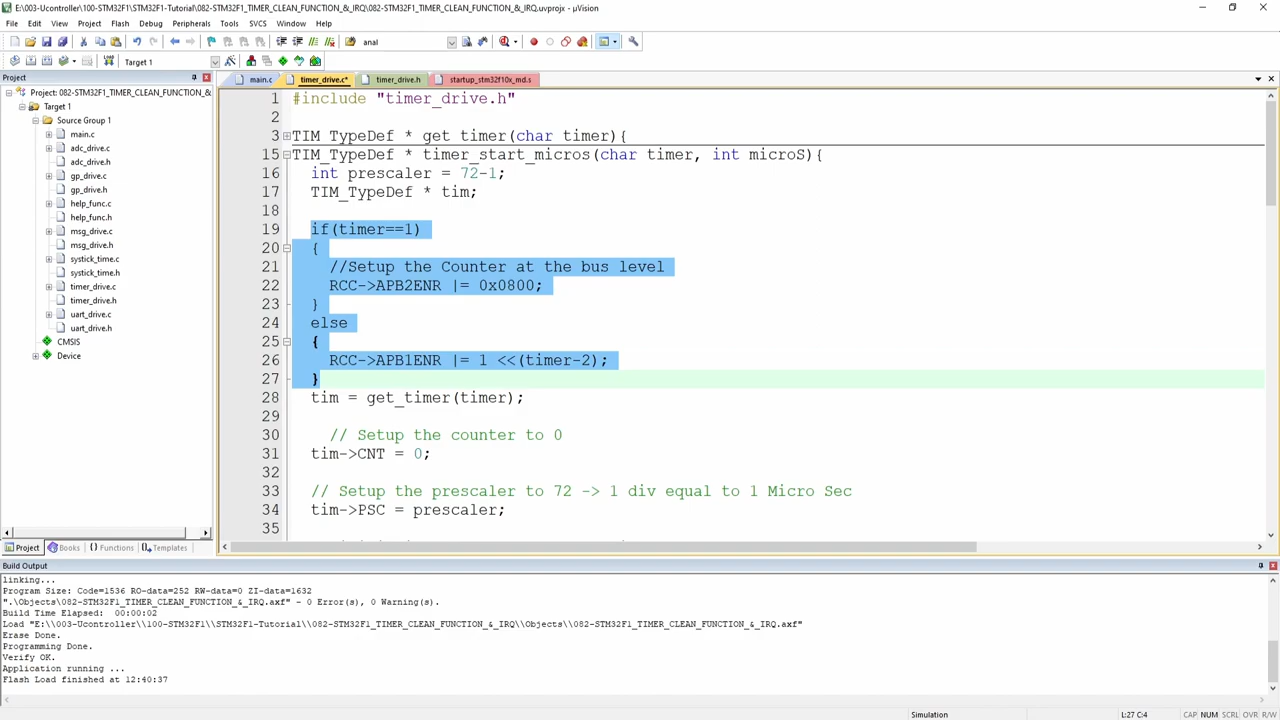 E:\003-Ucontroller\100-STM32F1\STM32F1-Tutorial\082-STM32F1_TIMER_CLEAN_FUNCTION_&_IRQ\082-STM32F1_TIMER_CLEAN_FUNCTION_&_IRQ.uvprojx - µVision
File Edit View Project Flash Debug Peripherals Tools SVCS Window Help
anal
Target 1
Project
main.c timer_drive.c* timer_drive.h startup_stm32f10x_md.s
Project: 082-STM32F1_TIMER_CLEAN_FUNCTION_&
Target 1
Source Group 1
main.c
adc_drive.c
adc_drive.h
gp_drive.c
gp_drive.h
help_func.c
help_func.h
msg_drive.c
msg_drive.h
systick_time.c
systick_time.h
timer_drive.c
timer_drive.h
uart_drive.c
uart_drive.h
CMSIS
Device
Project Books Functions Templates
1 #include "timer_drive.h"
2
3 TIM_TypeDef * get_timer(char timer){
15 TIM_TypeDef * timer_start_micros(char timer, int microS){
16 int prescaler = 72-1;
17 TIM_TypeDef * tim;
18
19 if(timer==1)
20 {
21 //Setup the Counter at the bus level
22 RCC->APB2ENR |= 0x0800;
23 }
24 else
25 {
26 RCC->APB1ENR |= 1 <<(timer-2);
27 }
28 tim = get_timer(timer);
29
30 // Setup the counter to 0
31 tim->CNT = 0;
32
33 // Setup the prescaler to 72 -> 1 div equal to 1 Micro Sec
34 tim->PSC = prescaler;
35
Build Output
linking...
Program Size: Code=1536 RO-data=252 RW-data=0 ZI-data=1632
".\Objects\082-STM32F1_TIMER_CLEAN_FUNCTION_&_IRQ.axf" - 0 Error(s), 0 Warning(s).
Build Time Elapsed: 00:00:02
Load "E:\\003-Ucontroller\\100-STM32F1\\STM32F1-Tutorial\\082-STM32F1_TIMER_CLEAN_FUNCTION_&_IRQ\\Objects\\082-STM32F1_TIMER_CLEAN_FUNCTION_&_IRQ.axf"
Erase Done.
Programming Done.
Verify OK.
Application running ...
Flash Load finished at 12:40:37
Simulation L:27 C:4 CAP NUM SCRL OVR R/W